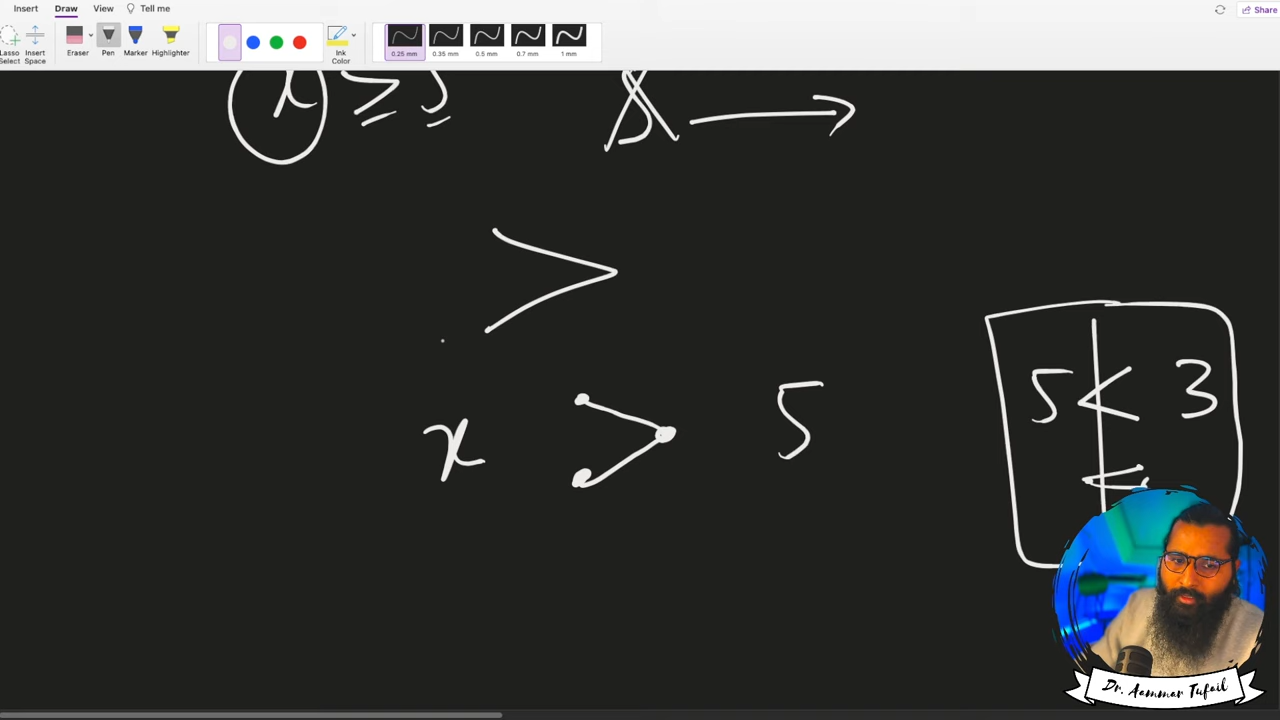 Insert Draw View Tell me
Share
Lasso Select Insert Space Eraser Pen Marker Highlighter Ink Color 0.25 mm 0.35 mm 0.5 mm 0.7 mm 1 mm
>
x > 5
5 < 3
Dr. Aammar Tufail